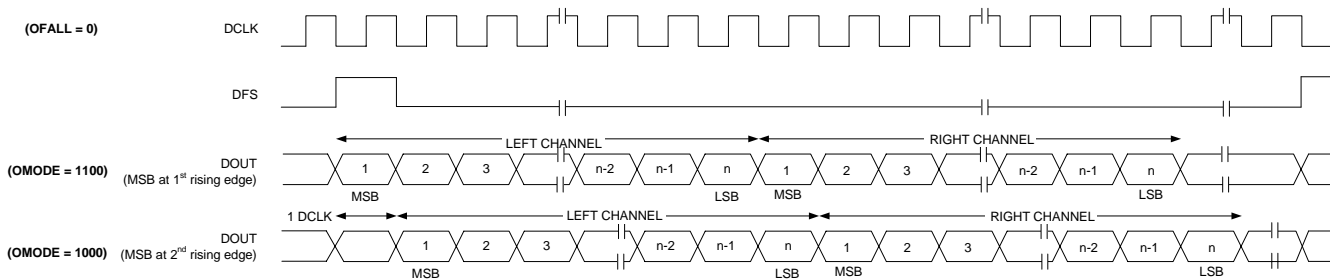 (OFALL = 0) DCLK
DFS
LEFT CHANNEL RIGHT CHANNEL
(OMODE = 1100) DOUT (MSB at 1st rising edge)
1 2 3 n-2 n-1 n 1 2 3 n-2 n-1 n
MSB LSB MSB LSB
1 DCLK LEFT CHANNEL RIGHT CHANNEL
(OMODE = 1000) DOUT (MSB at 2nd rising edge)
1 2 3 n-2 n-1 n 1 2 3 n-2 n-1 n
MSB LSB MSB LSB